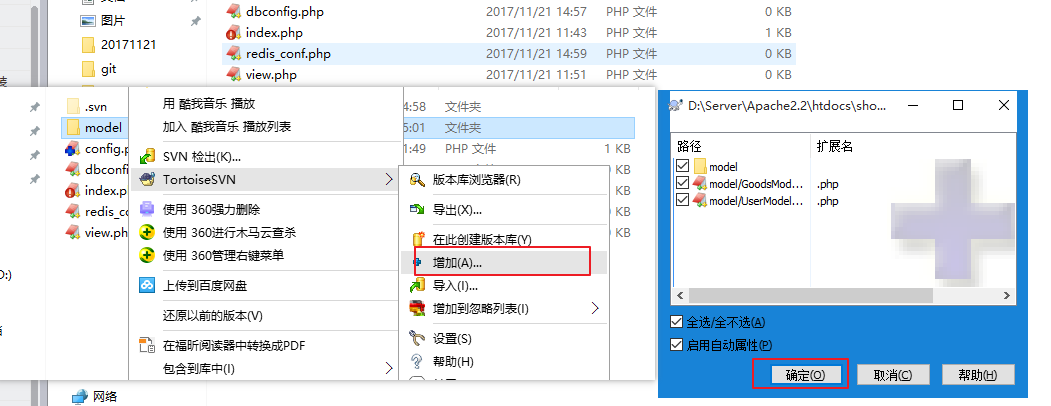 dbconfig.php 2017/11/21 14:57 PHP 文件 0 KB
图片
index.php 2017/11/21 11:43 PHP 文件 1 KB
20171121
redis_conf.php 2017/11/21 14:59 PHP 文件 0 KB
git
view.php 2017/11/21 11:51 PHP 文件 0 KB
装
.svn
4:58 文件夹
model
5:01 文件夹
config.p
1:49 PHP 文件 1 KB
dbconfig
0 KB
index.p
1 KB
redis_co
0 KB
view.ph
0 KB
D:)
用 酷我音乐 播放
加入 酷我音乐 播放列表
SVN 检出(K)...
TortoiseSVN
使用 360强力删除
使用 360进行木马云查杀
使用 360管理右键菜单
上传到百度网盘
还原以前的版本(V)
在福昕阅读器中转换成PDF
包含到库中(I)
版本库浏览器(R)
导出(X)...
在此创建版本库(Y)
增加(A)...
导入(I)...
增加到忽略列表(I)
设置(S)
帮助(H)
网络
D:\Server\Apache2.2\htdocs\sho...
路径 扩展名
model
model/GoodsMod... .php
model/UserModel... .php
全选/全不选(A)
启用自动属性(P)
确定(O) 取消(C) 帮助(H)